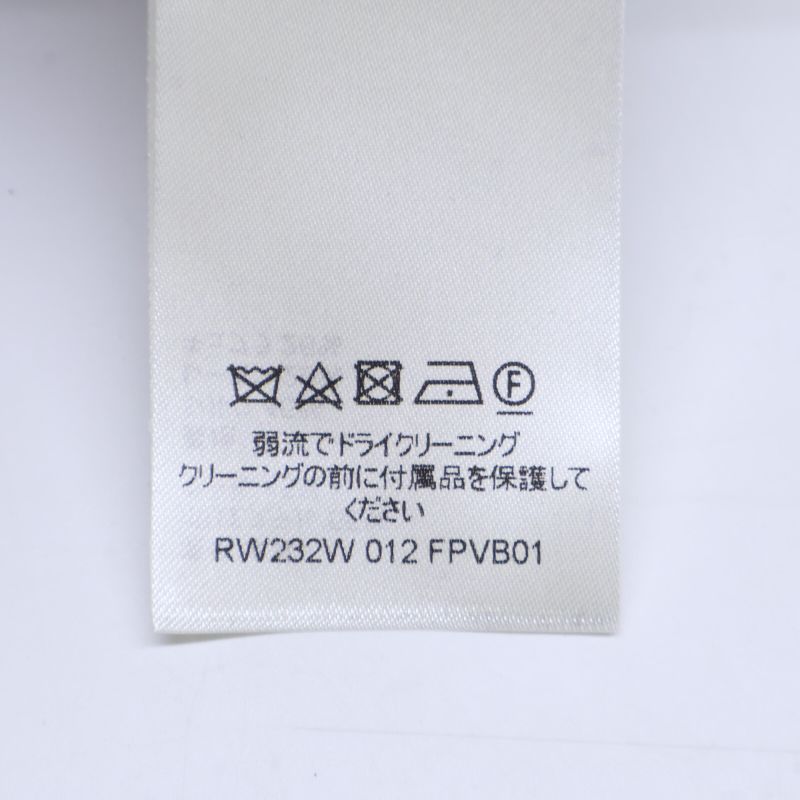 弱流でドライクリーニング
クリーニングの前に付属品を保護して
ください
RW232W 012 FPVB01